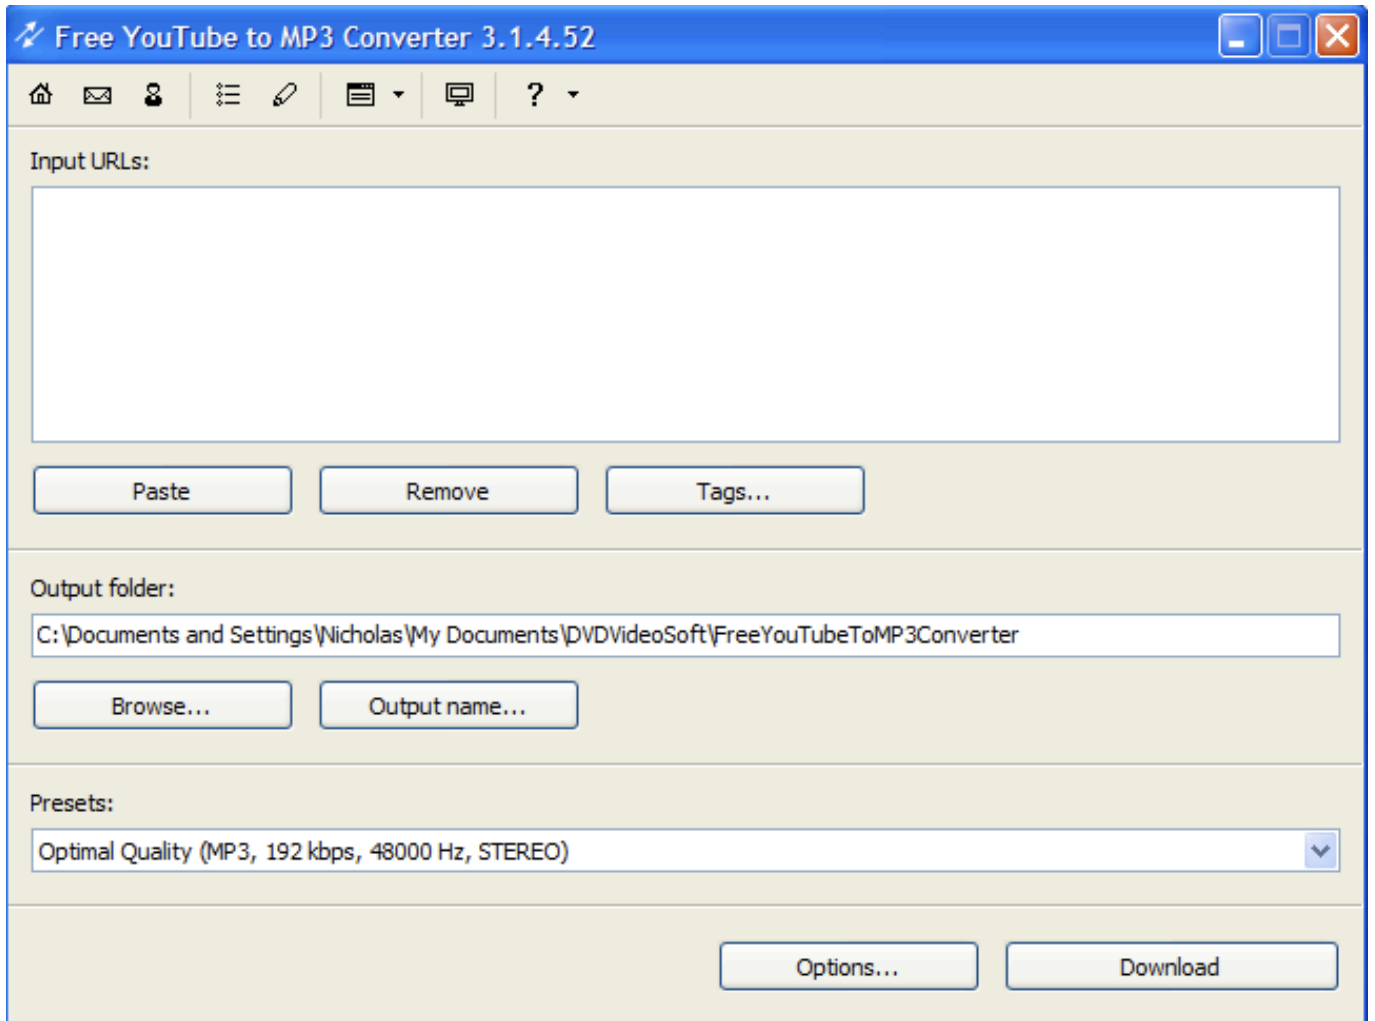 Free YouTube to MP3 Converter 3.1.4.52
?
Input URLs:
Paste Remove Tags...
Output folder:
C:\Documents and Settings\Nicholas\My Documents\DVDVideoSoft\FreeYouTubeToMP3Converter
Browse... Output name...
Presets:
Optimal Quality (MP3, 192 kbps, 48000 Hz, STEREO)
Options... Download